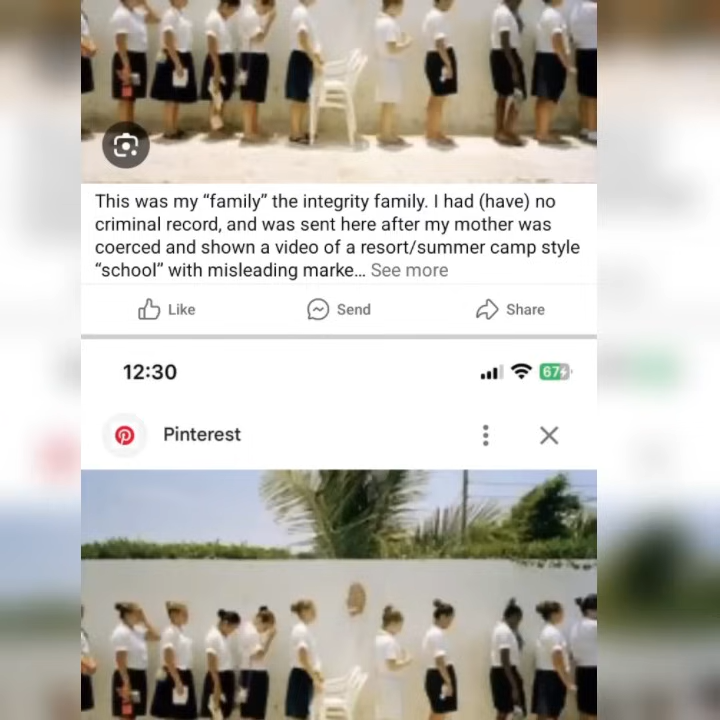 This was my “family” the integrity family. I had (have) no
criminal record, and was sent here after my mother was
coerced and shown a video of a resort/summer camp style
“school” with misleading marke... See more
Like Send Share
12:30 67
Pinterest